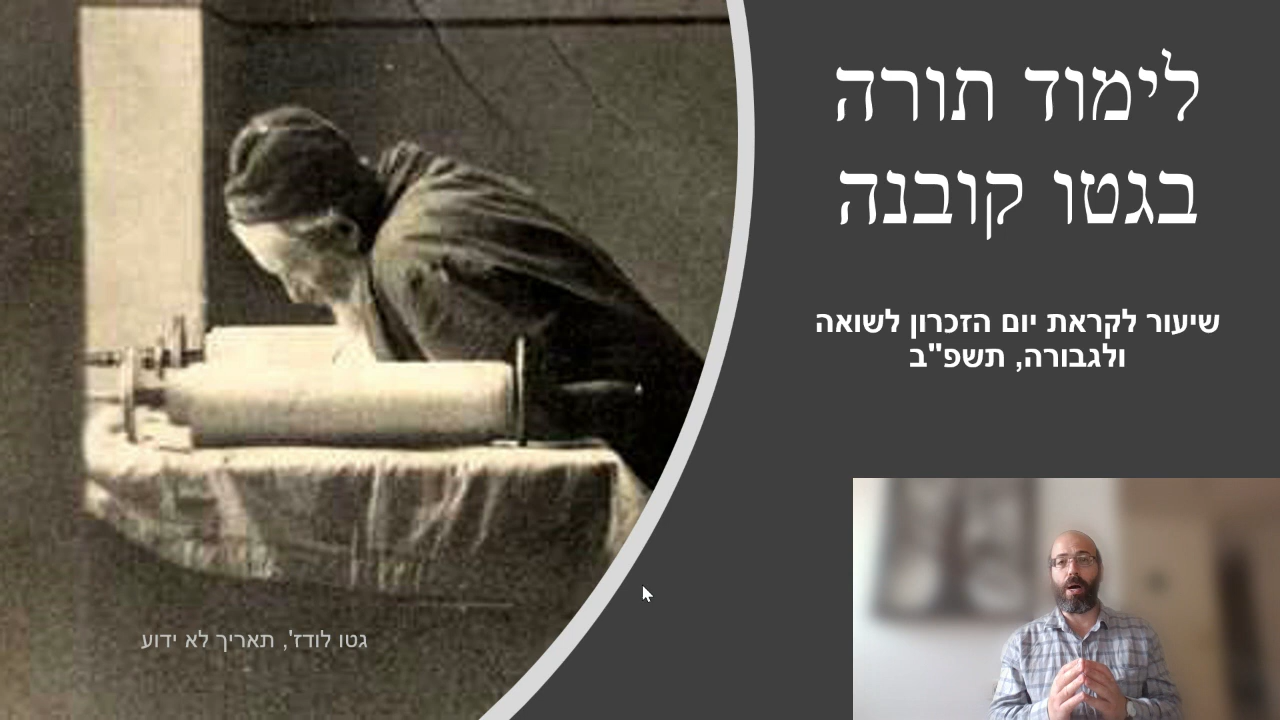 לימוד תורה
בגטו קובנה
שיעור לקראת יום הזכרון לשואה
ולגבורה, תשפ"ב
גטו לודז', תאריך לא ידוע